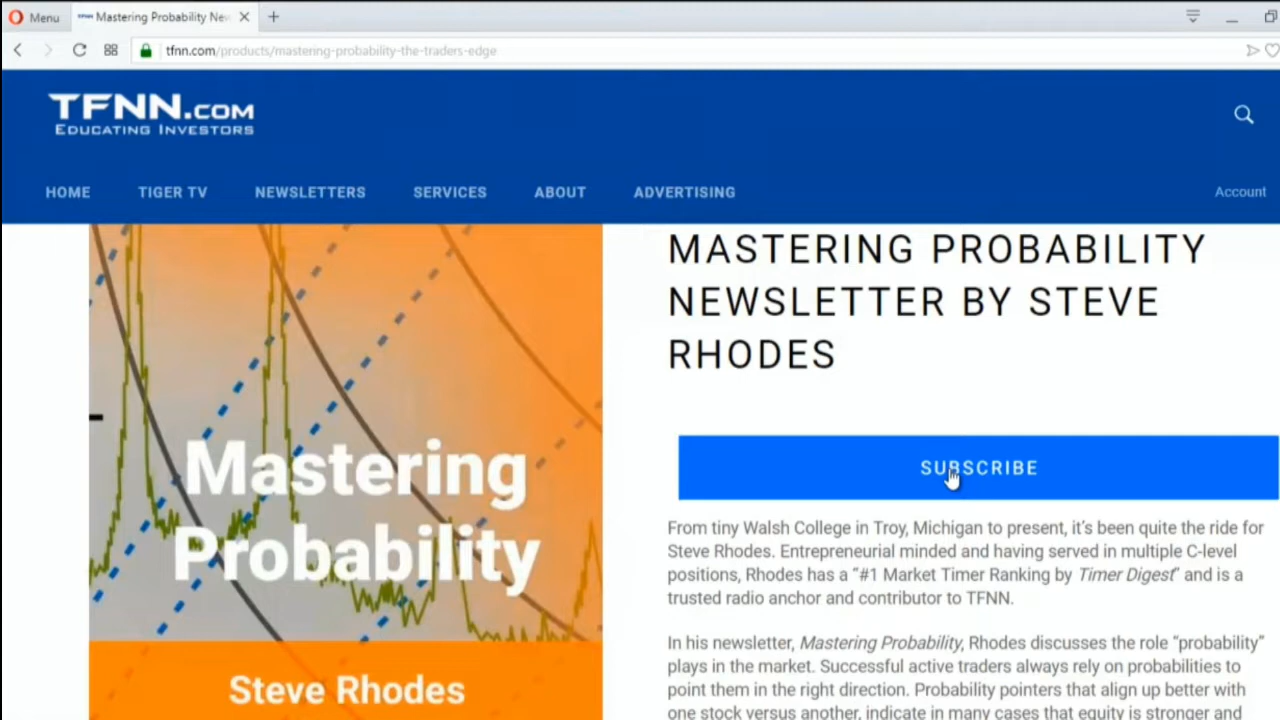 Menu
Mastering Probability New
tfnn.com/products/mastering-probability-the-traders-edge
TFNN.COM
EDUCATING INVESTORS
HOME TIGER TV NEWSLETTERS SERVICES ABOUT ADVERTISING Account
MASTERING PROBABILITY
NEWSLETTER BY STEVE
RHODES
Mastering
Probability
Steve Rhodes
SUBSCRIBE
From tiny Walsh College in Troy, Michigan to present, it's been quite the ride for
Steve Rhodes. Entrepreneurial minded and having served in multiple C-level
positions, Rhodes has a “#1 Market Timer Ranking by Timer Digest” and is a
trusted radio anchor and contributor to TFNN.
In his newsletter, Mastering Probability, Rhodes discusses the role “probability”
plays in the market. Successful active traders always rely on probabilities to
point them in the right direction. Probability pointers that align up better with
one stock versus another, indicate in many cases that equity is stronger and